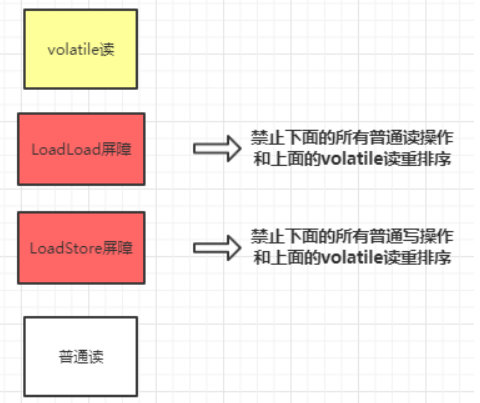 volatile读
LoadLoad屏障
禁止下面的所有普通读操作
和上面的volatile读重排序
LoadStore屏障
禁止下面的所有普通写操作
和上面的volatile读重排序
普通读